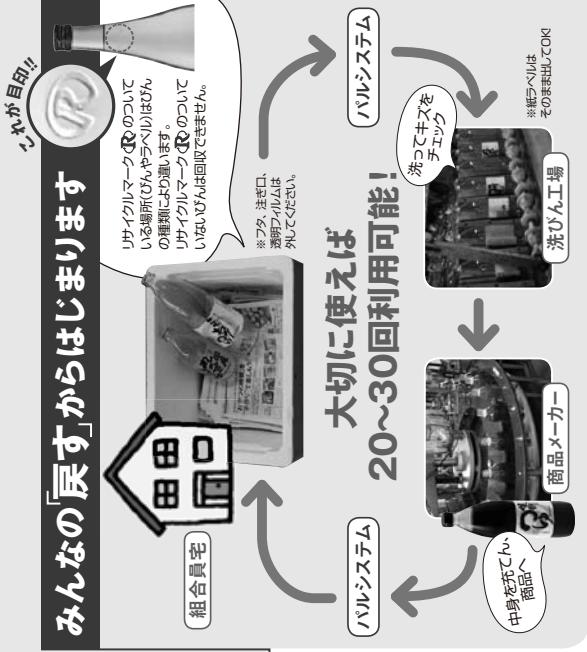 みんなの「戻す」からはじまります
これが目印!!
R
リサイクルマークⓇのついて
いる場所(びんやラベル)はびん
の種類により違います。
リサイクルマークⓇのついて
いないびんは回収できません。
※フタ、注ぎ口、
透明フィルムは
外してください。
組合員宅
パルシステム
洗ってキズを
チェック
洗びん工場
※紙ラベルは
そのまま出してOK!
商品メーカー
中身を充てん、
商品へ
パルシステム
大切に使えば
20~30回利用可能!